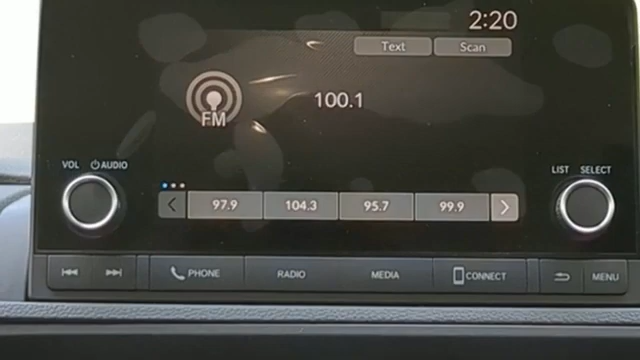 2:20
Text Scan
100.1
FM
VOL AUDIO
LIST SELECT
97.9 104.3 95.7 99.9
PHONE RADIO MEDIA CONNECT MENU